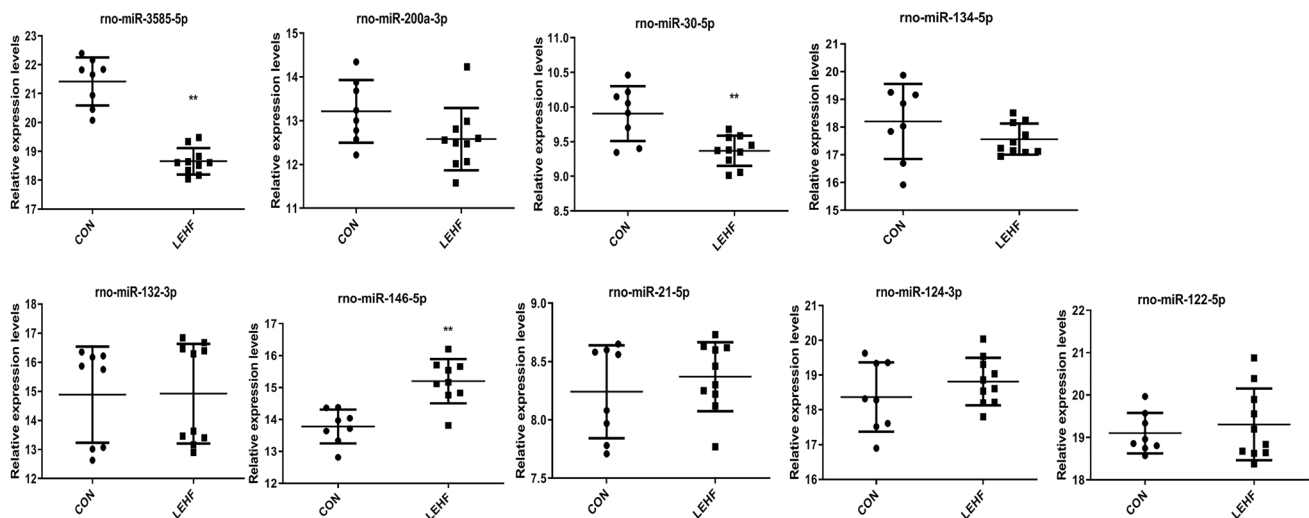 rno-miR-3585-5p
Relative expression levels
23
22
21
20
19
18
17
**
CON
LEHF
rno-miR-200a-3p
Relative expression levels
15
14
13
12
11
CON
LEHF
rno-miR-30-5p
Relative expression levels
11.0
10.5
10.0
9.5
9.0
8.5
**
CON
LEHF
rno-miR-134-5p
Relative expression levels
21
20
19
18
17
16
15
CON
LEHF
rno-miR-132-3p
Relative expression levels
18
17
16
15
14
13
12
CON
LEHF
rno-miR-146-5p
Relative expression levels
17
16
15
14
13
12
**
CON
LEHF
rno-miR-21-5p
Relative expression levels
9.0
8.5
8.0
7.5
CON
LEHF
rno-miR-124-3p
Relative expression levels
21
20
19
18
17
16
15
CON
LEHF
rno-miR-122-5p
Relative expression levels
22
21
20
19
18
CON
LEHF